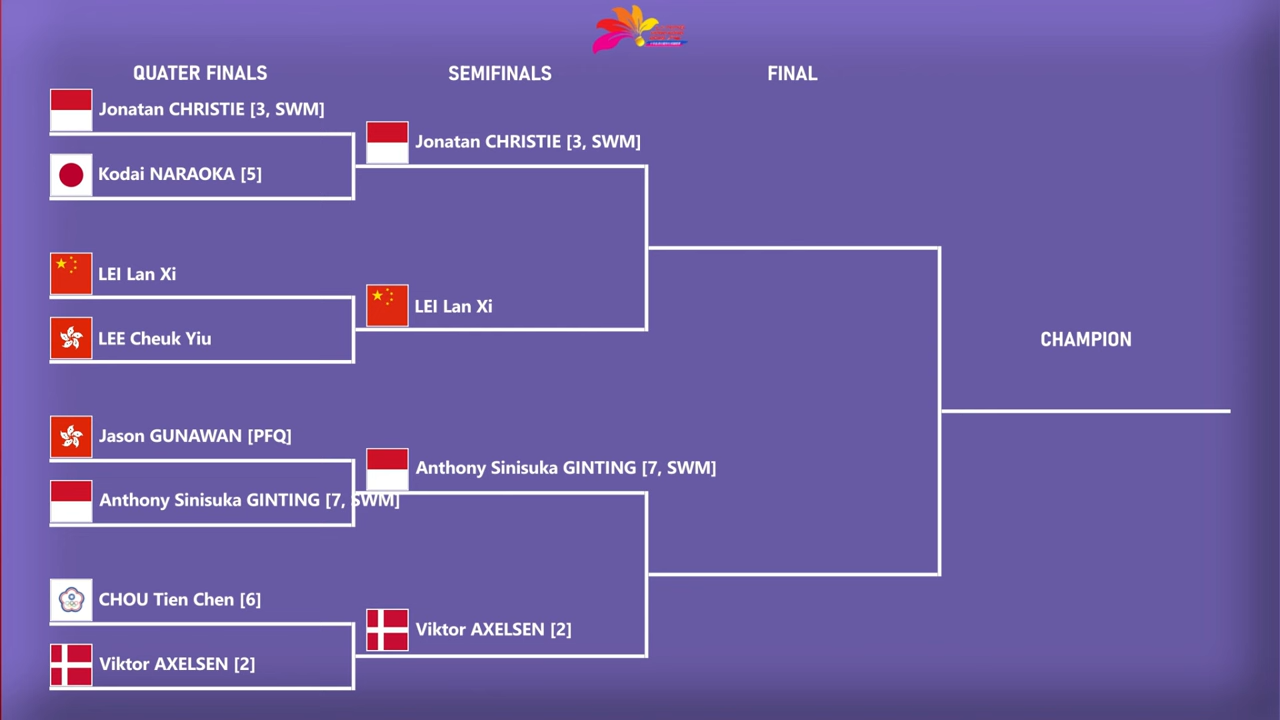 QUATER FINALS
SEMIFINALS
FINAL
Jonatan CHRISTIE [3, SWM]
Kodai NARAOKA [5]
LEI Lan Xi
LEE Cheuk Yiu
Jason GUNAWAN [PFQ]
Anthony Sinisuka GINTING [7, SWM]
CHOU Tien Chen [6]
Viktor AXELSEN [2]
Jonatan CHRISTIE [3, SWM]
LEI Lan Xi
Anthony Sinisuka GINTING [7, SWM]
Viktor AXELSEN [2]
CHAMPION